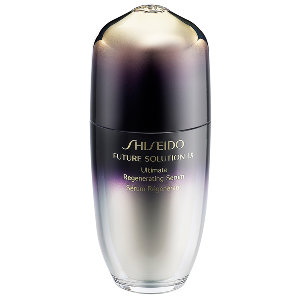 SHISEIDO
FUTURE SOLUTION LX
Ultimate
Regenerating Serum
Sérum Régénérant